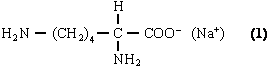 H
H₂N — (CH₂)₄ — C — COO⁻ (Na⁺) (1)
NH₂